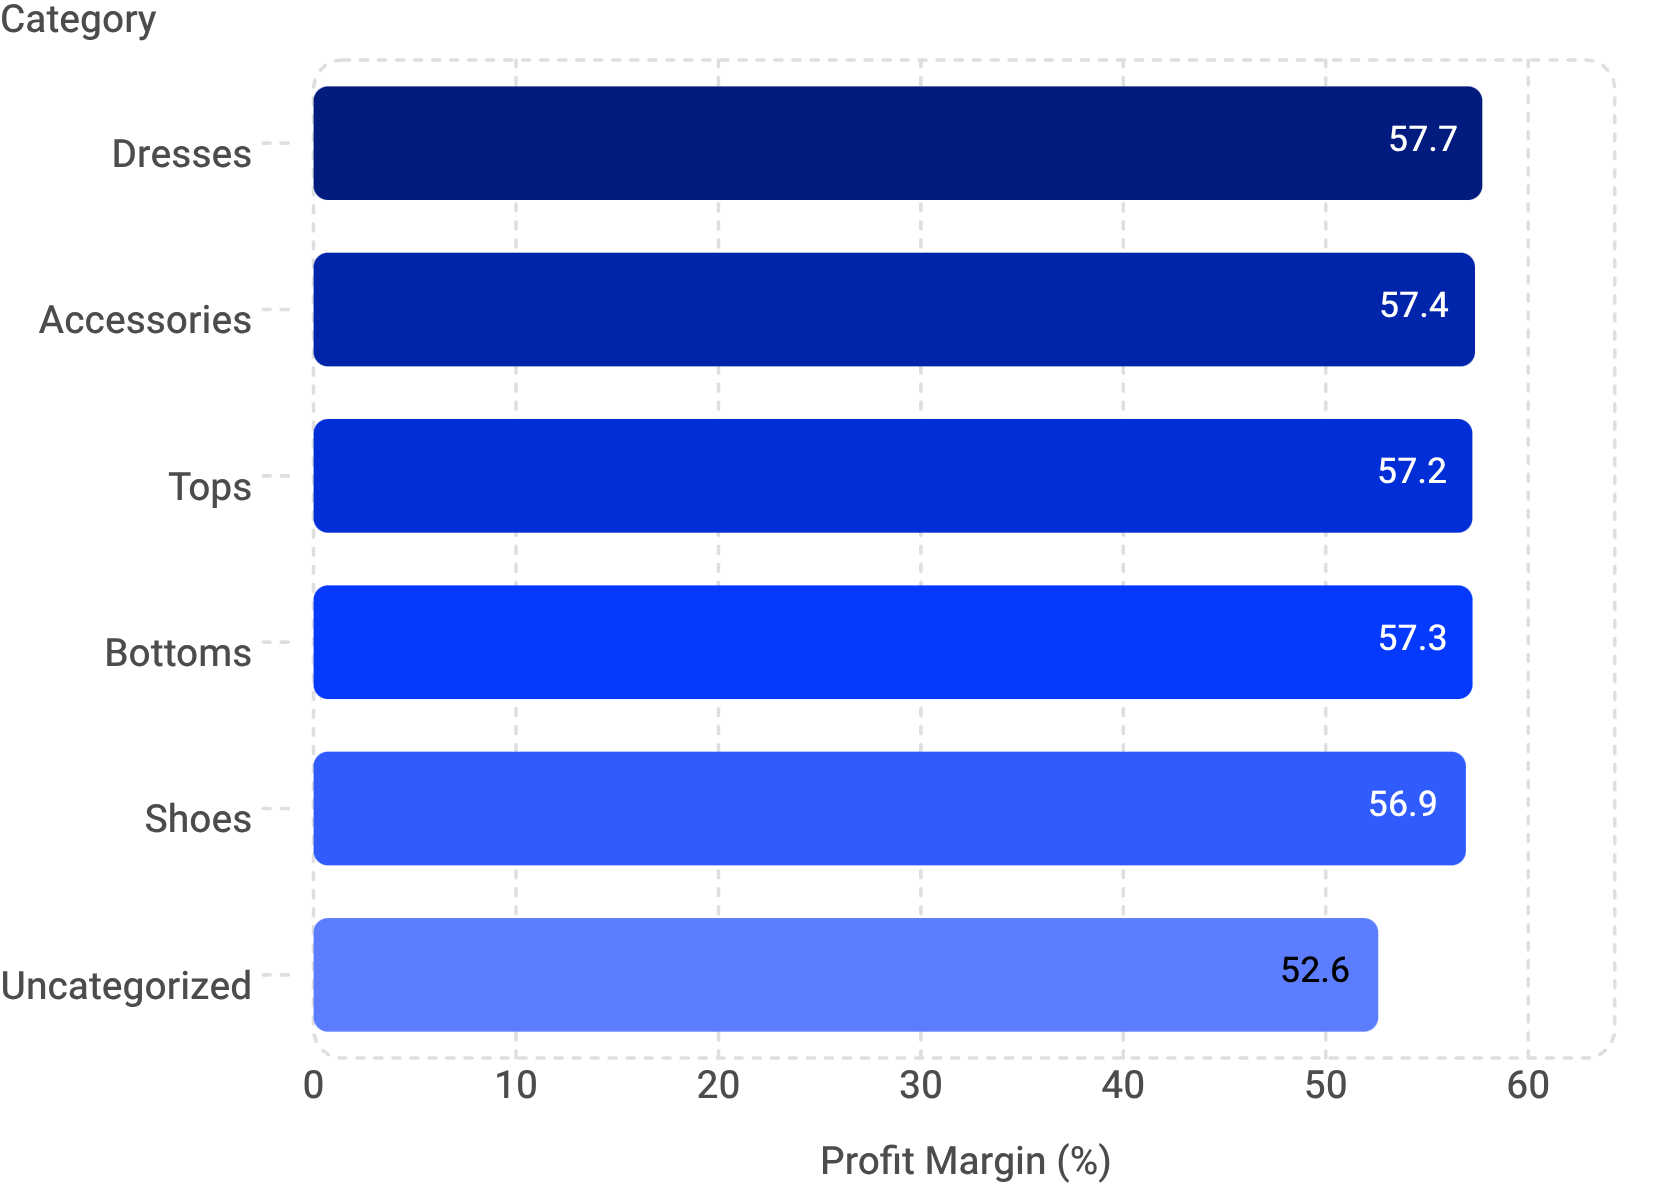 Category
Dresses 57.7
Accessories 57.4
Tops 57.2
Bottoms 57.3
Shoes 56.9
Uncategorized 52.6
0 10 20 30 40 50 60
Profit Margin (%)